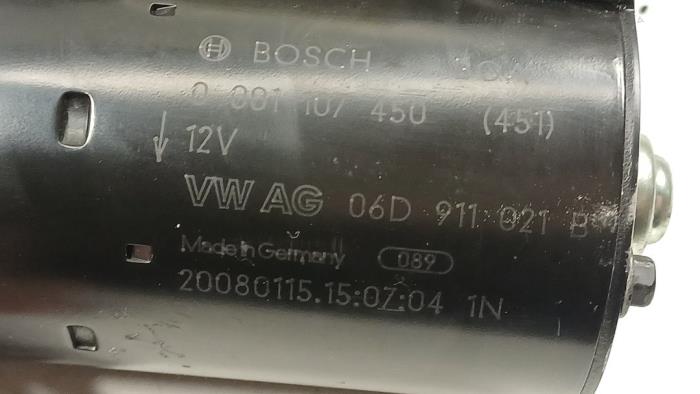 BOSCH
0 001 107 450 (451)
12V
VW AG 06D 911 021 B
Made in Germany 089
20080115.15:07:04 1N